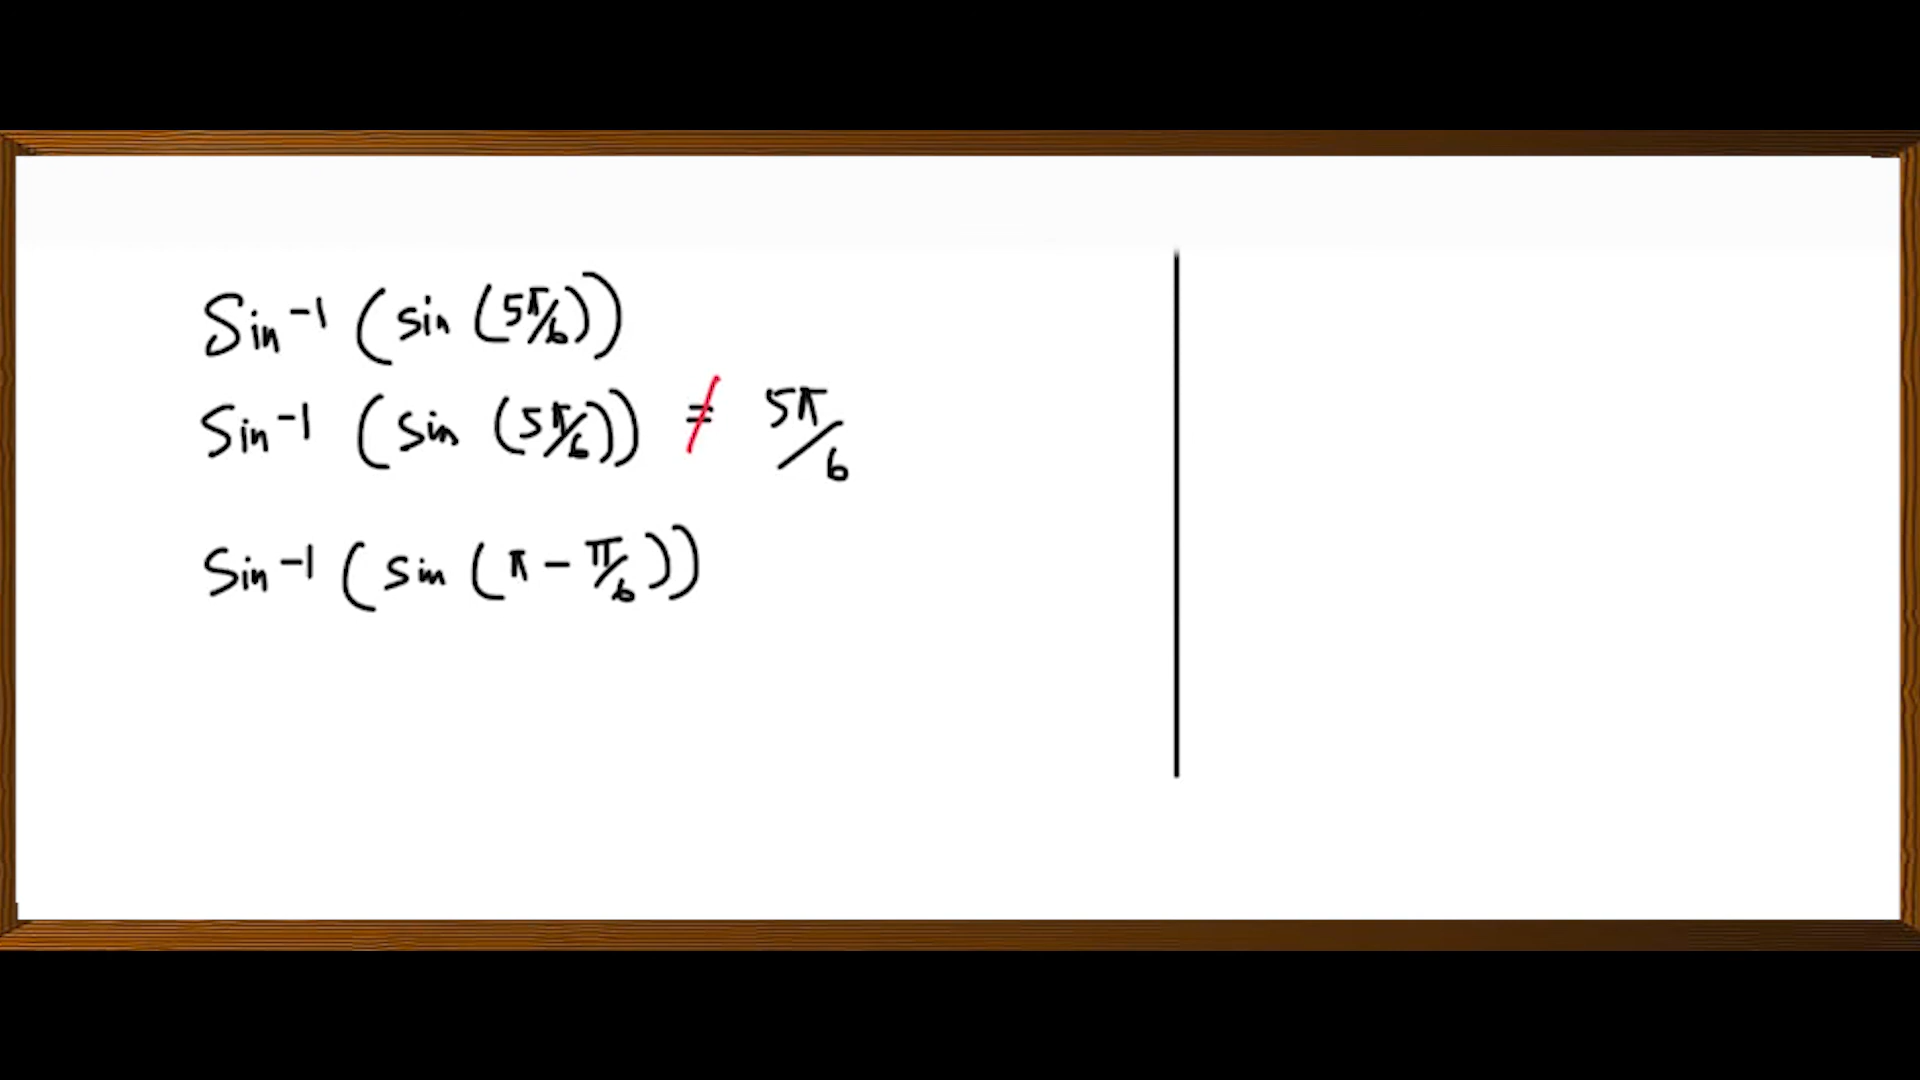 Sin⁻¹ (sin (5π/6))
Sin⁻¹ (sin (5π/6)) ≠ 5π/6
Sin⁻¹ (sin (π − π/6))